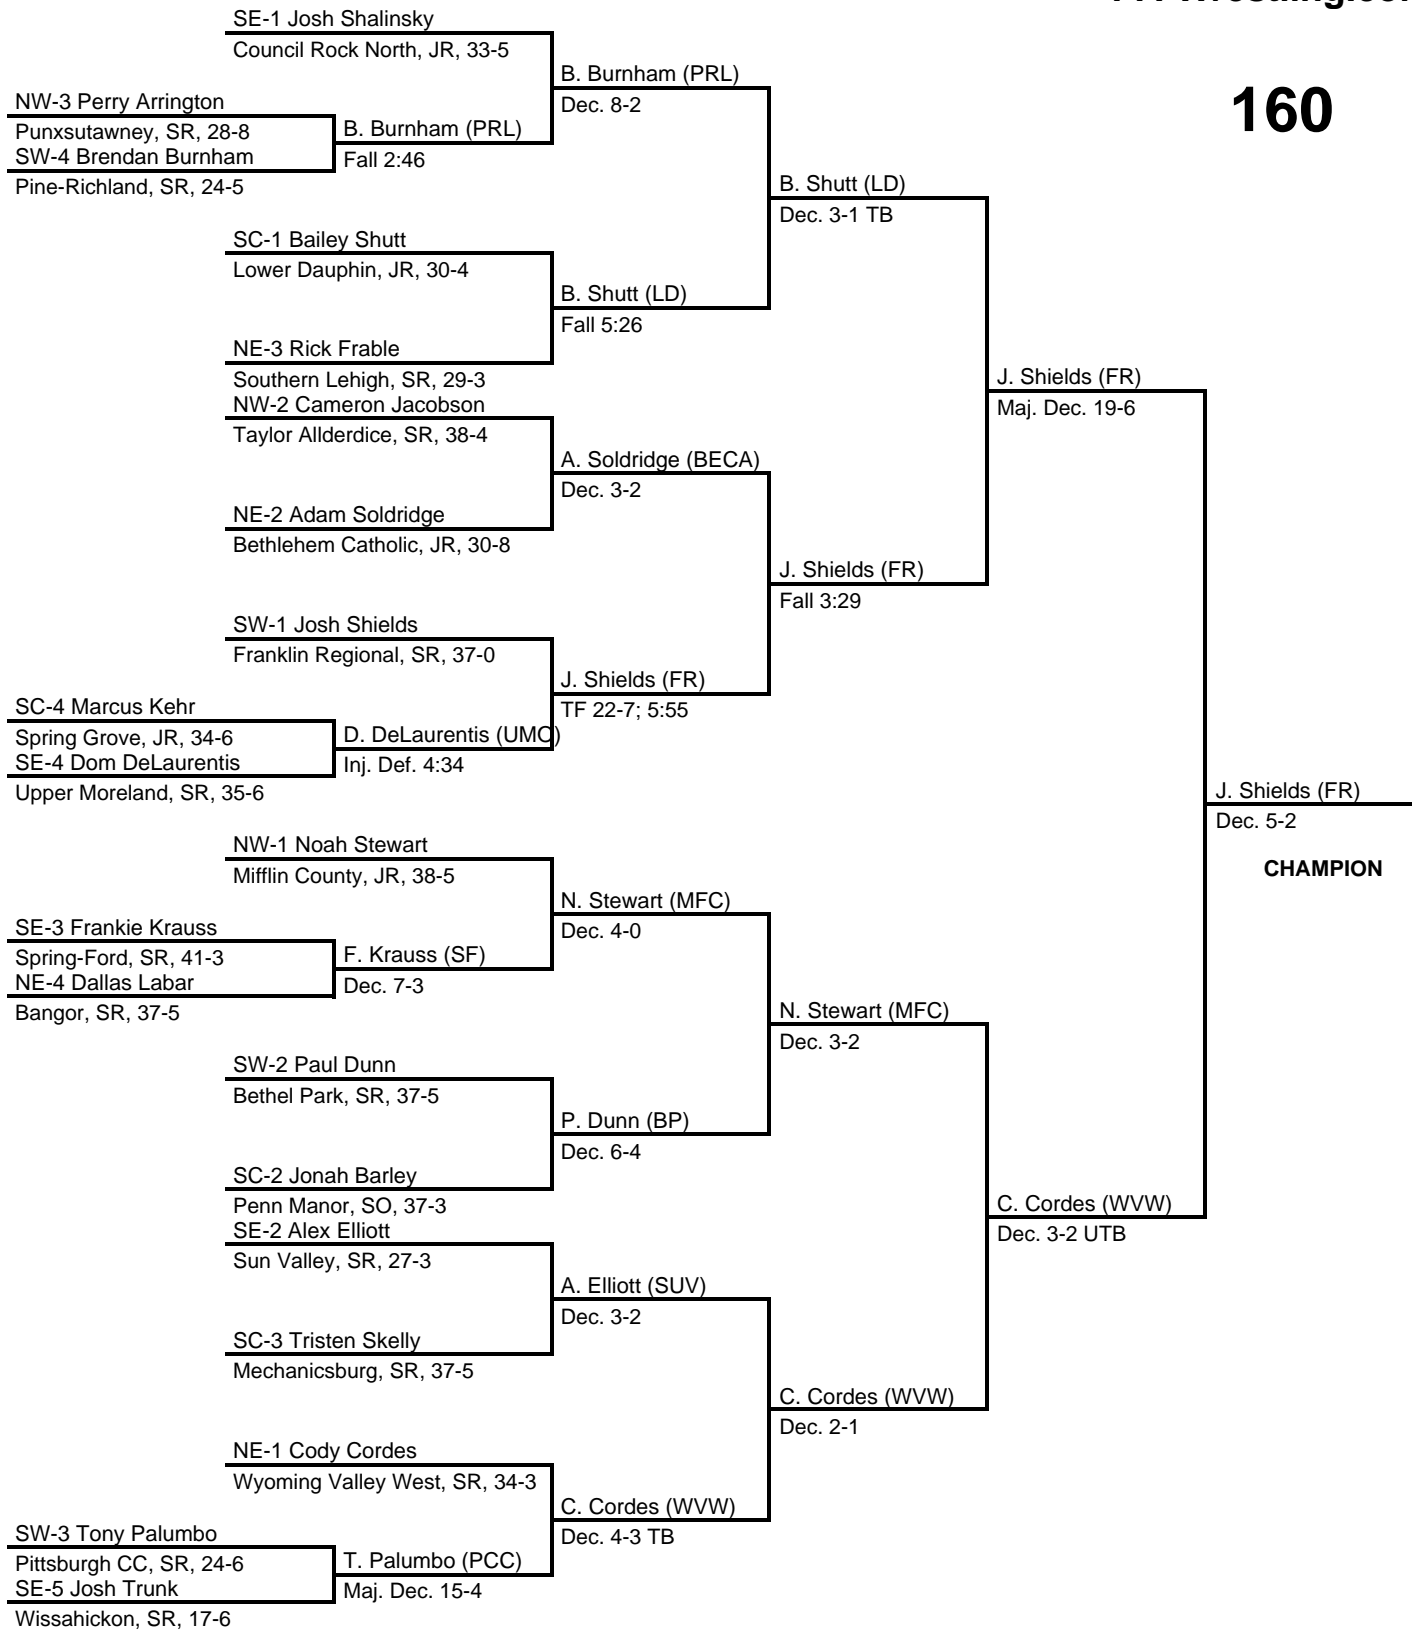 SE-1 Josh Shalinsky
Council Rock North, JR, 33-5
B. Burnham (PRL)
Dec. 8-2
160
NW-3 Perry Arrington
Punxsutawney, SR, 28-8
SW-4 Brendan Burnham
Pine-Richland, SR, 24-5
B. Burnham (PRL)
Fall 2:46
B. Shutt (LD)
Dec. 3-1 TB
SC-1 Bailey Shutt
Lower Dauphin, JR, 30-4
B. Shutt (LD)
Fall 5:26
NE-3 Rick Frable
Southern Lehigh, SR, 29-3
NW-2 Cameron Jacobson
Taylor Allderdice, SR, 38-4
J. Shields (FR)
Maj. Dec. 19-6
A. Soldridge (BECA)
Dec. 3-2
NE-2 Adam Soldridge
Bethlehem Catholic, JR, 30-8
J. Shields (FR)
Fall 3:29
SW-1 Josh Shields
Franklin Regional, SR, 37-0
J. Shields (FR)
TF 22-7; 5:55
SC-4 Marcus Kehr
Spring Grove, JR, 34-6
SE-4 Dom DeLaurentis
Upper Moreland, SR, 35-6
D. DeLaurentis (UMC)
Inj. Def. 4:34
J. Shields (FR)
Dec. 5-2
CHAMPION
NW-1 Noah Stewart
Mifflin County, JR, 38-5
N. Stewart (MFC)
Dec. 4-0
SE-3 Frankie Krauss
Spring-Ford, SR, 41-3
NE-4 Dallas Labar
Bangor, SR, 37-5
F. Krauss (SF)
Dec. 7-3
N. Stewart (MFC)
Dec. 3-2
SW-2 Paul Dunn
Bethel Park, SR, 37-5
P. Dunn (BP)
Dec. 6-4
SC-2 Jonah Barley
Penn Manor, SO, 37-3
SE-2 Alex Elliott
Sun Valley, SR, 27-3
C. Cordes (WVW)
Dec. 3-2 UTB
A. Elliott (SUV)
Dec. 3-2
SC-3 Tristen Skelly
Mechanicsburg, SR, 37-5
C. Cordes (WVW)
Dec. 2-1
NE-1 Cody Cordes
Wyoming Valley West, SR, 34-3
C. Cordes (WVW)
Dec. 4-3 TB
SW-3 Tony Palumbo
Pittsburgh CC, SR, 24-6
SE-5 Josh Trunk
Wissahickon, SR, 17-6
T. Palumbo (PCC)
Maj. Dec. 15-4